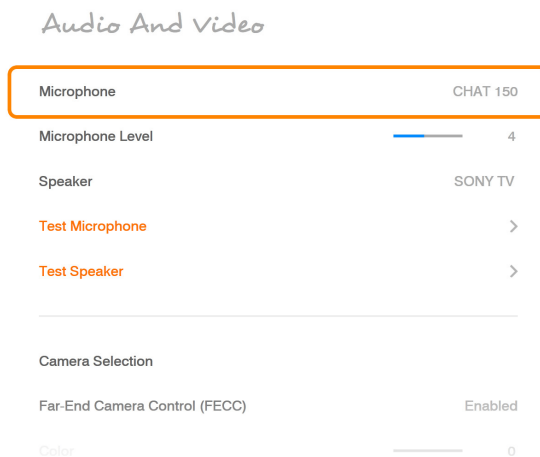 Audio And Video
Microphone CHAT 150
Microphone Level 4
Speaker SONY TV
Test Microphone
Test Speaker
Camera Selection
Far-End Camera Control (FECC) Enabled
Color 0